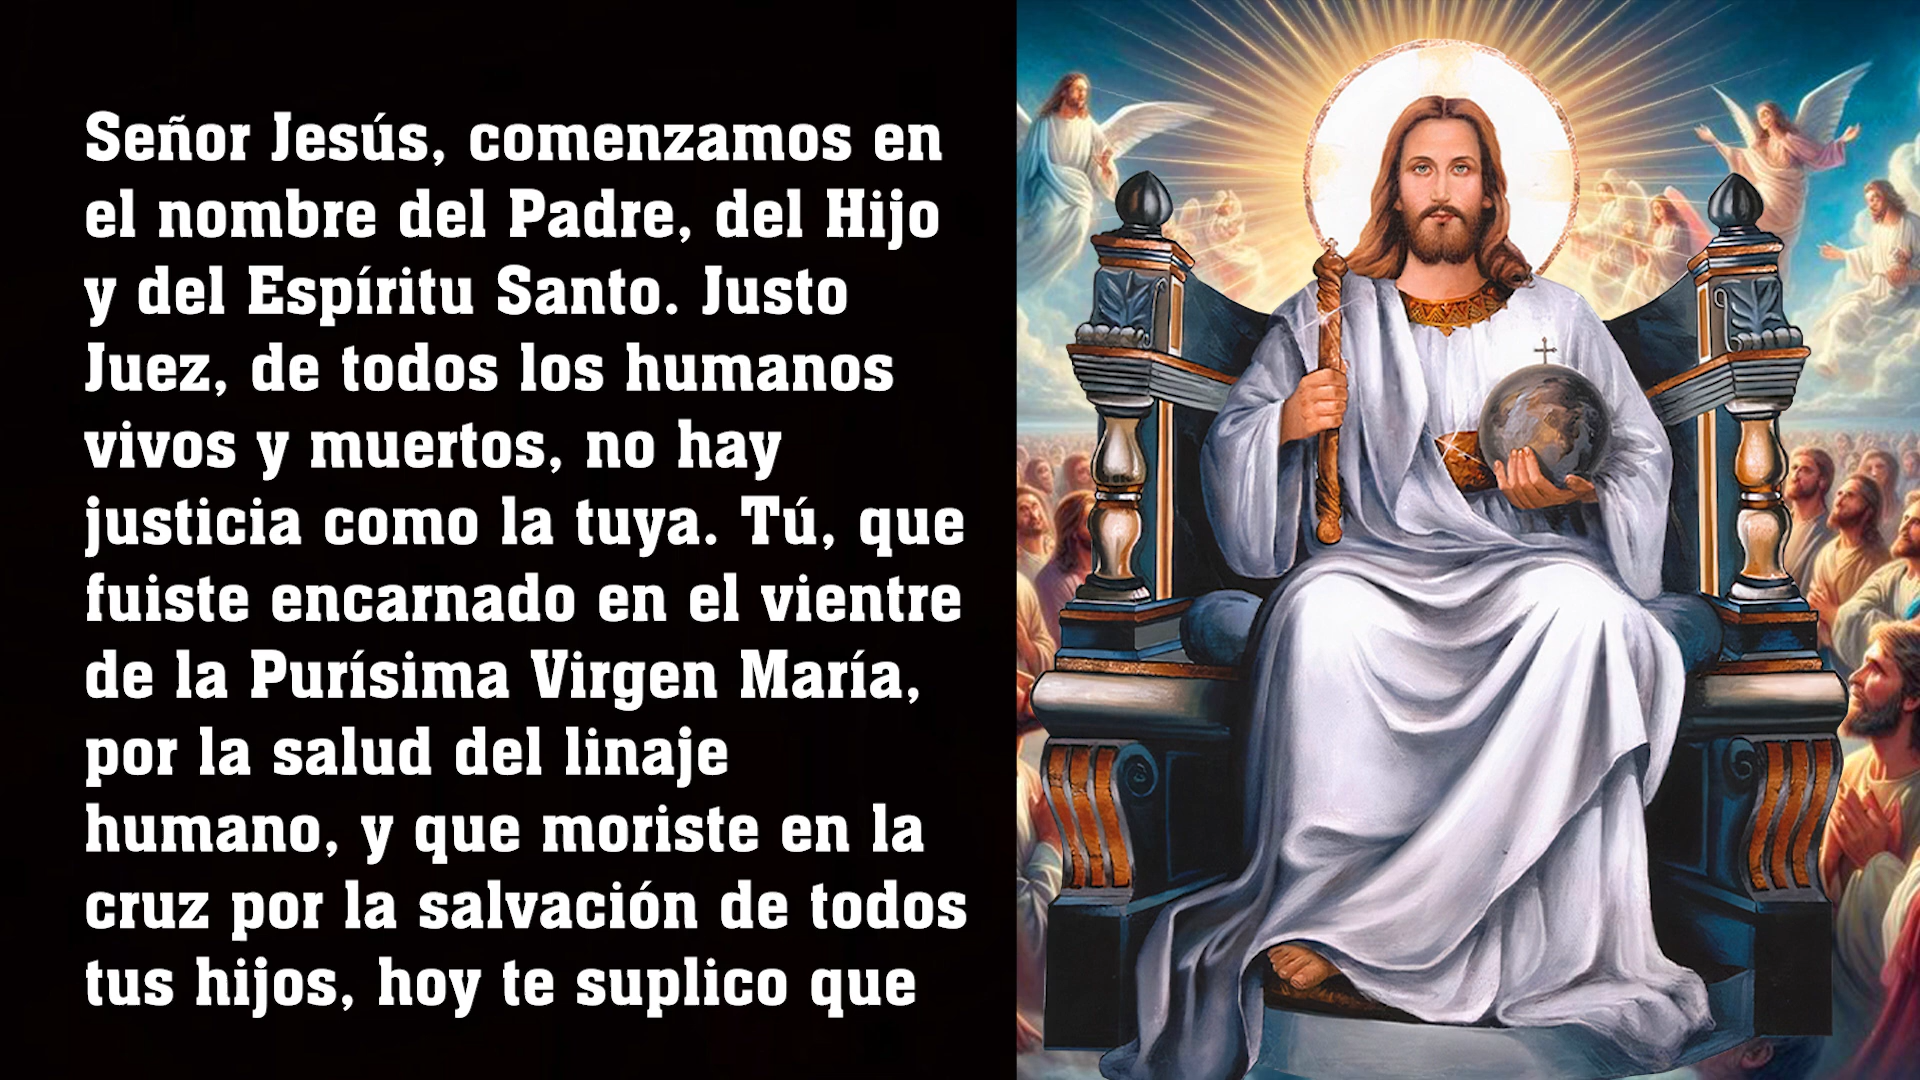 Señor Jesús, comenzamos en
el nombre del Padre, del Hijo
y del Espíritu Santo. Justo
Juez, de todos los humanos
vivos y muertos, no hay
justicia como la tuya. Tú, que
fuiste encarnado en el vientre
de la Purísima Virgen María,
por la salud del linaje
humano, y que moriste en la
cruz por la salvación de todos
tus hijos, hoy te suplico que